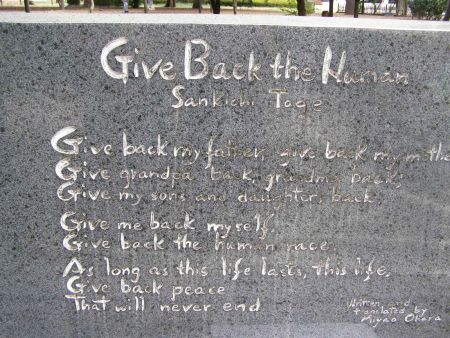 Give Back the Human
Sankichi Toge
Give back my father, give back my mothe
Give grandpa back, grandma back;
Give my sons and daughters back.
Give me back myself.
Give back the human race.
As long as this life lasts, this life,
Give back peace
That will never end.
Written and
translated by
Miyao Ohara